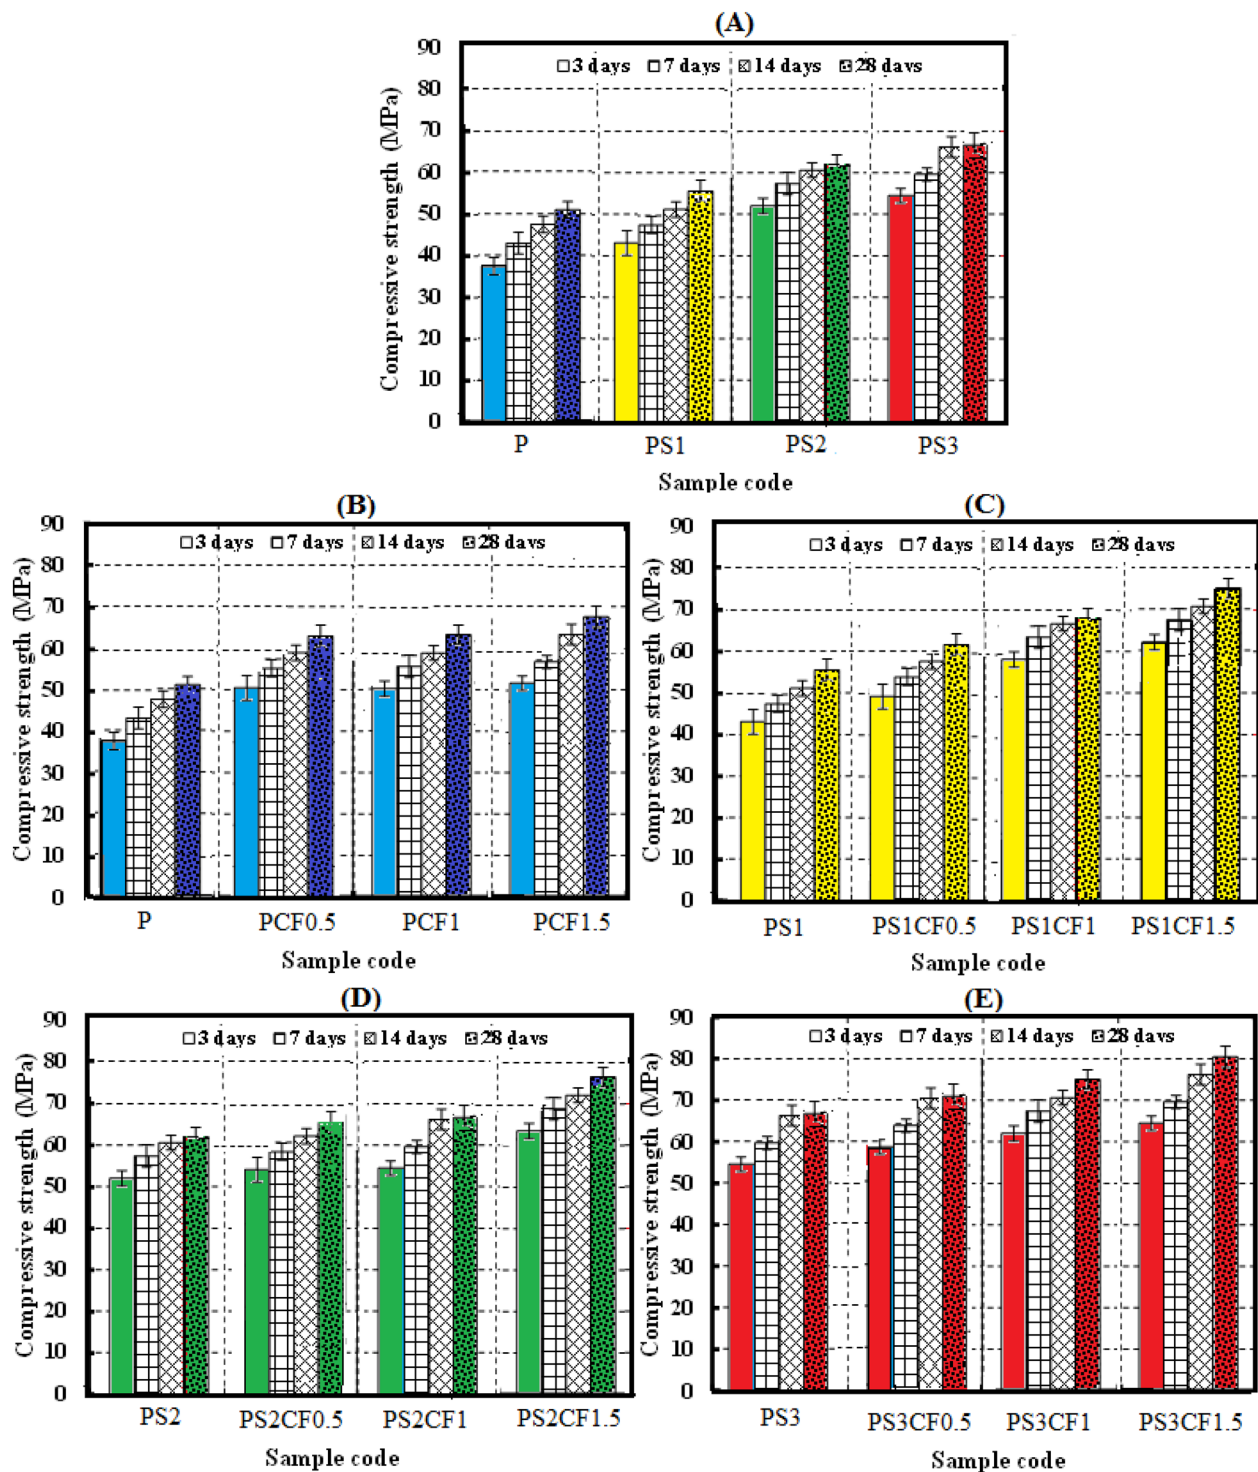 (A)
Compressive strength (MPa)
90
80
70
60
50
40
30
20
10
0
3 days 7 days 14 days 28 davs
P PS1 PS2 PS3
Sample code
(B)
Compressive strength (MPa)
90
80
70
60
50
40
30
20
10
0
3 days 7 days 14 days 28 davs
P PCF0.5 PCF1 PCF1.5
Sample code
(C)
Compressive strength (MPa)
90
80
70
60
50
40
30
20
10
0
3 days 7 days 14 days 28 davs
PS1 PS1CF0.5 PS1CF1 PS1CF1.5
Sample code
(D)
Compressive strength (MPa)
90
80
70
60
50
40
30
20
10
0
3 days 7 days 14 days 28 davs
PS2 PS2CF0.5 PS2CF1 PS2CF1.5
Sample code
(E)
Compressive strength (MPa)
90
80
70
60
50
40
30
20
10
0
3 days 7 days 14 days 28 davs
PS3 PS3CF0.5 PS3CF1 PS3CF1.5
Sample code